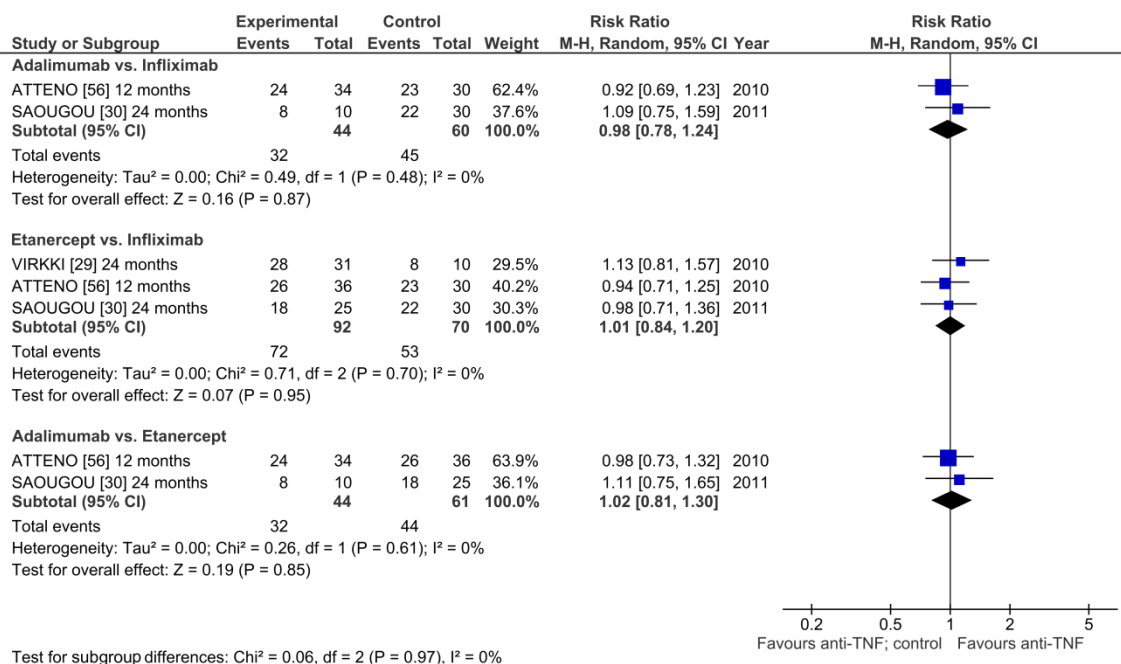 Experimental Control Risk Ratio Risk Ratio
Study or Subgroup Events Total Events Total Weight M-H, Random, 95% CI Year M-H, Random, 95% CI
Adalimumab vs. Infliximab
ATTENO [56] 12 months 24 34 23 30 62.4% 0.92 [0.69, 1.23] 2010
SAOUGOU [30] 24 months 8 10 22 30 37.6% 1.09 [0.75, 1.59] 2011
Subtotal (95% CI) 44 60 100.0% 0.98 [0.78, 1.24]
Total events 32 45
Heterogeneity: Tau² = 0.00; Chi² = 0.49, df = 1 (P = 0.48); I² = 0%
Test for overall effect: Z = 0.16 (P = 0.87)
Etanercept vs. Infliximab
VIRKKI [29] 24 months 28 31 8 10 29.5% 1.13 [0.81, 1.57] 2010
ATTENO [56] 12 months 26 36 23 30 40.2% 0.94 [0.71, 1.25] 2010
SAOUGOU [30] 24 months 18 25 22 30 30.3% 0.98 [0.71, 1.36] 2011
Subtotal (95% CI) 92 70 100.0% 1.01 [0.84, 1.20]
Total events 72 53
Heterogeneity: Tau² = 0.00; Chi² = 0.71, df = 2 (P = 0.70); I² = 0%
Test for overall effect: Z = 0.07 (P = 0.95)
Adalimumab vs. Etanercept
ATTENO [56] 12 months 24 34 26 36 63.9% 0.98 [0.73, 1.32] 2010
SAOUGOU [30] 24 months 8 10 18 25 36.1% 1.11 [0.75, 1.65] 2011
Subtotal (95% CI) 44 61 100.0% 1.02 [0.81, 1.30]
Total events 32 44
Heterogeneity: Tau² = 0.00; Chi² = 0.26, df = 1 (P = 0.61); I² = 0%
Test for overall effect: Z = 0.19 (P = 0.85)
0.2 0.5 1 2 5
Favours anti-TNF; control Favours anti-TNF
Test for subgroup differences: Chi² = 0.06, df = 2 (P = 0.97), I² = 0%